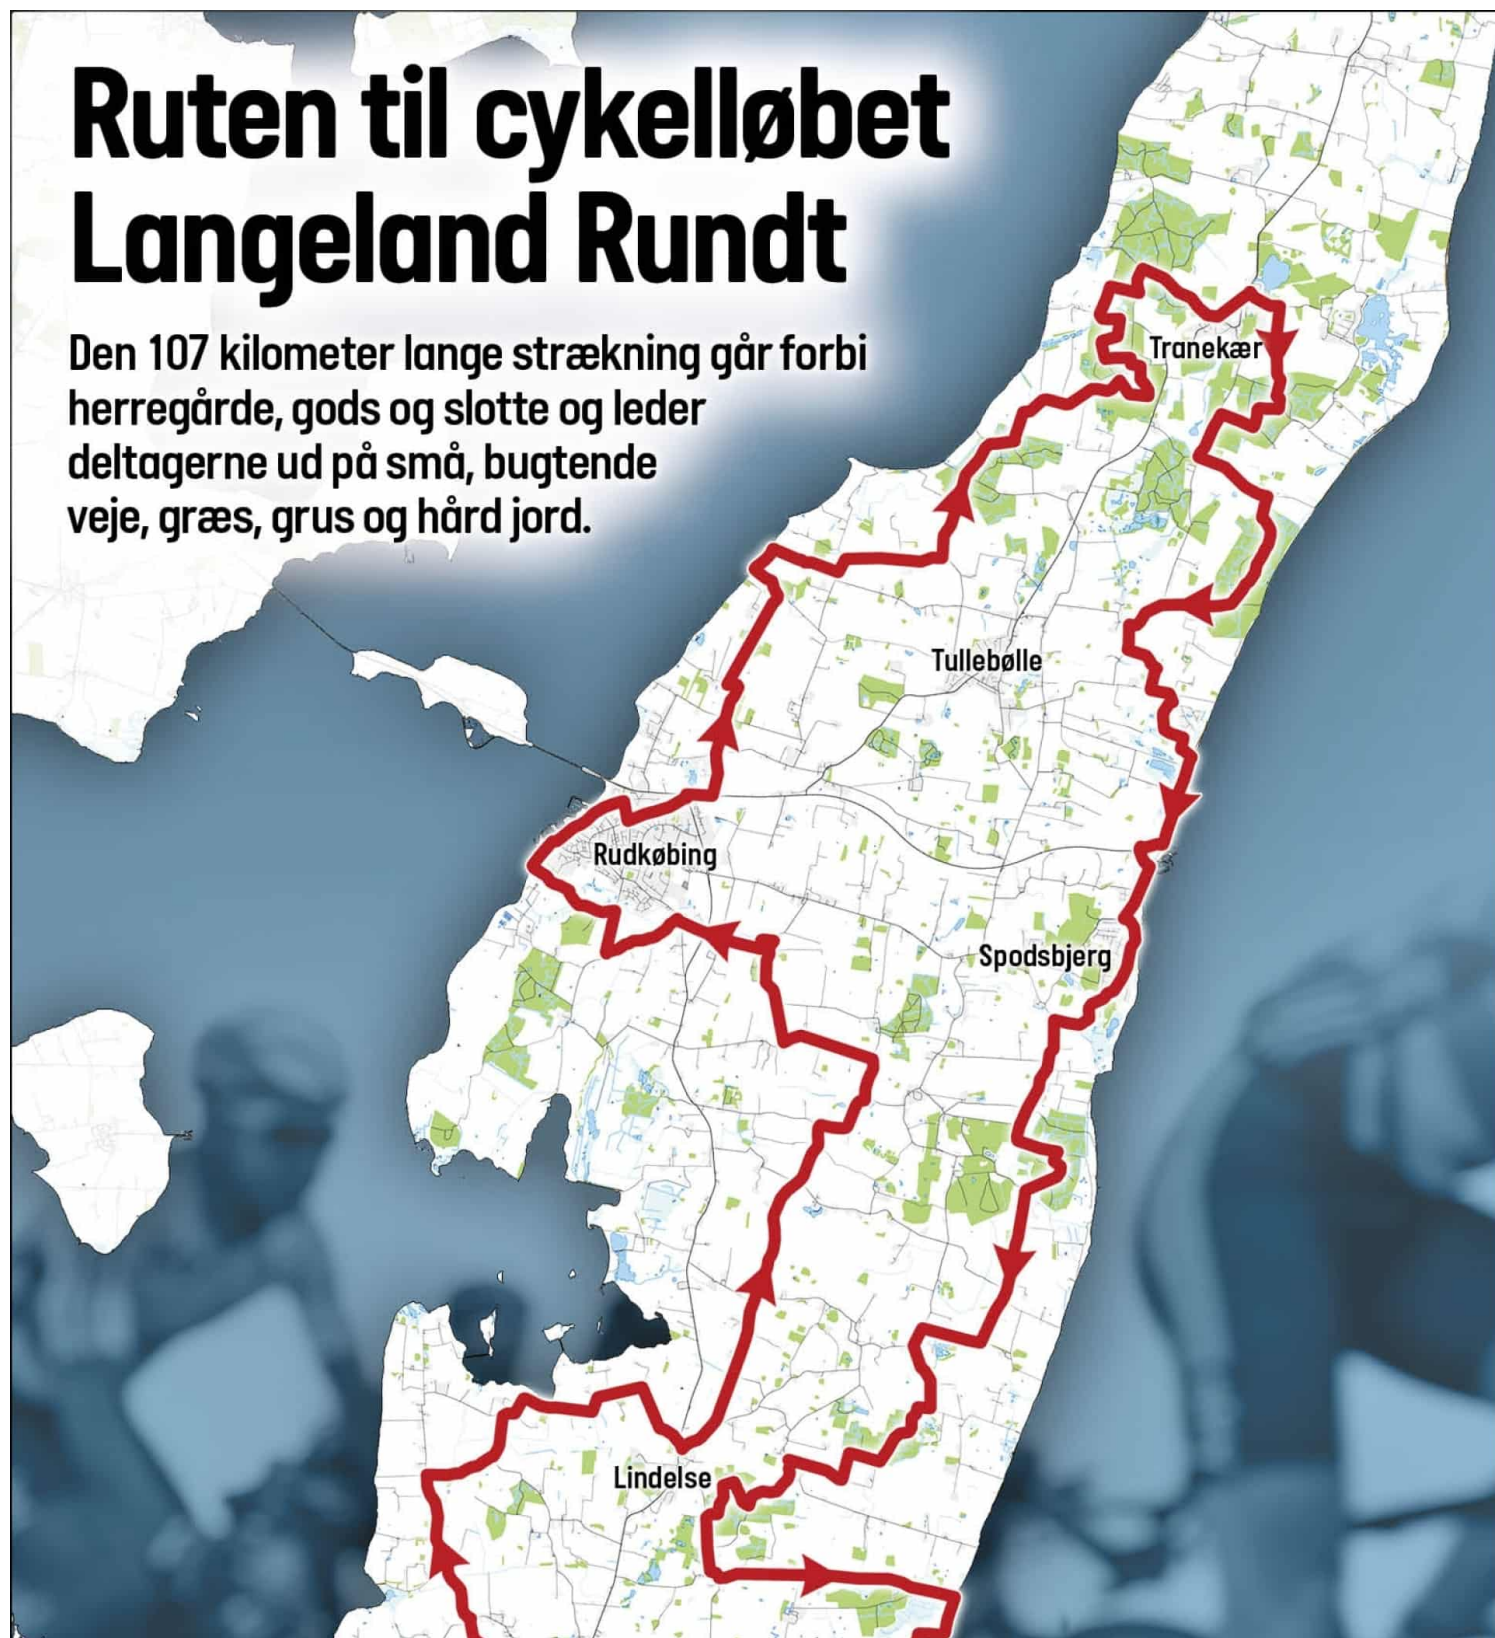 Ruten til cykelløbet
Langeland Rundt
Den 107 kilometer lange strækning går forbi
herregårde, gods og slotte og leder
deltagerne ud på små, bugtende
veje, græs, grus og hård jord.
Tranekær
Tullebølle
Rudkøbing
Spodsbjerg
Lindelse